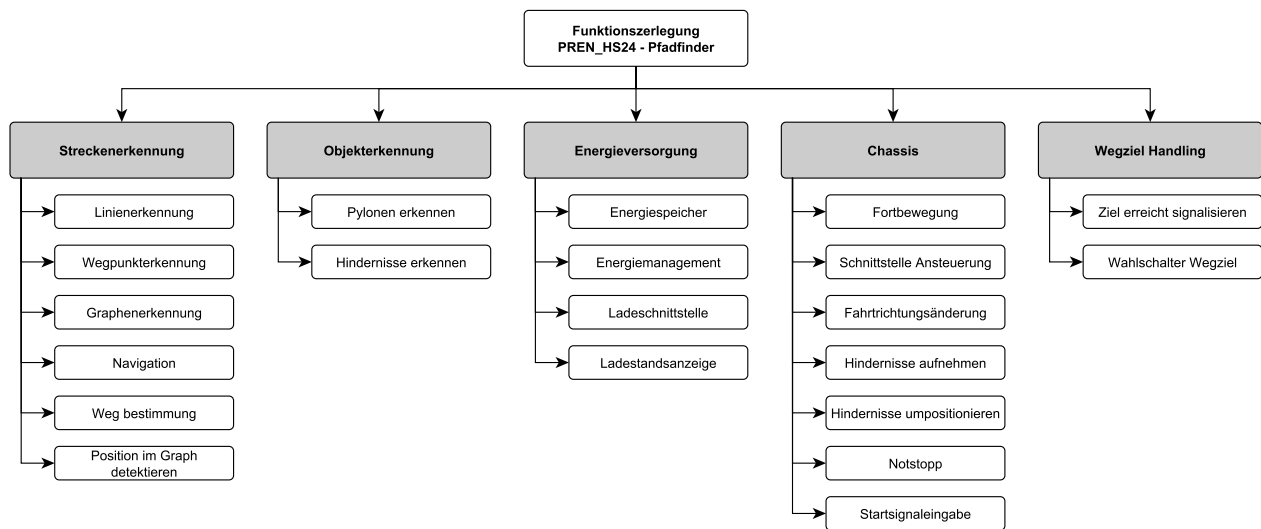 Funktionszerlegung
PREN_HS24 - Pfadfinder
Streckenerkennung
Linienerkennung
Wegpunkterkennung
Graphenerkennung
Navigation
Weg bestimmung
Position im Graph
detektieren
Objekterkennung
Pylonen erkennen
Hindernisse erkennen
Energieversorgung
Energiespeicher
Energiemanagement
Ladeschnittstelle
Ladestandsanzeige
Chassis
Fortbewegung
Schnittstelle Ansteuerung
Fahrtrichtungsänderung
Hindernisse aufnehmen
Hindernisse umpositionieren
Notstopp
Startsignaleingabe
Wegziel Handling
Ziel erreicht signalisieren
Wahlschalter Wegziel